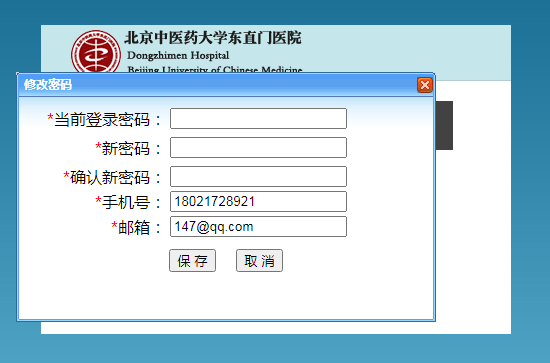 北京中医药大学东直门医院
Dongzhimen Hospital
Beijing University of Chinese Medicine
修改密码
*当前登录密码：
*新密码：
*确认新密码：
*手机号： 18021728921
*邮箱： 147@qq.com
保 存 取 消